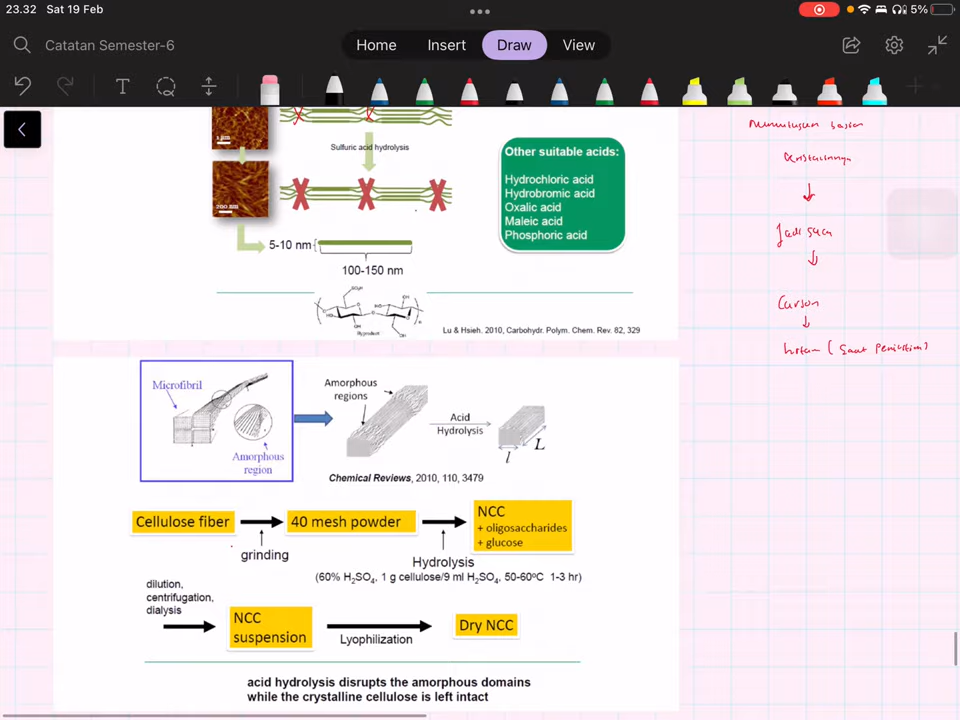 23.32 Sat 19 Feb
5%
Catatan Semester-6
Home Insert Draw View
1 µm
Sulfuric acid hydrolysis
200 nm
5-10 nm
100-150 nm
Other suitable acids:
Hydrochloric acid
Hydrobromic acid
Oxalic acid
Maleic acid
Phosphoric acid
Lu & Hsieh. 2010, Carbohydr. Polym. Chem. Rev. 82, 329
Microfibril
Amorphous
region
Amorphous
regions
Acid
Hydrolysis
l
L
Chemical Reviews, 2010, 110, 3479
Cellulose fiber
grinding
40 mesh powder
Hydrolysis
(60% H2SO4, 1 g cellulose/9 ml H2SO4, 50-60ºC 1-3 hr)
NCC
+ oligosaccharides
+ glucose
dilution,
centrifugation,
dialysis
NCC
suspension
Lyophilization
Dry NCC
acid hydrolysis disrupts the amorphous domains
while the crystalline cellulose is left intact